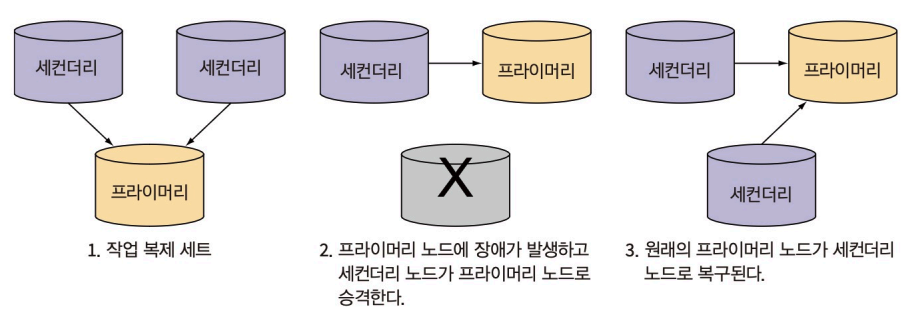 세컨더리
세컨더리
프라이머리
1. 작업 복제 세트
세컨더리
프라이머리
X
2. 프라이머리 노드에 장애가 발생하고
세컨더리 노드가 프라이머리 노드로
승격한다.
세컨더리
프라이머리
세컨더리
3. 원래의 프라이머리 노드가 세컨더리
노드로 복구된다.